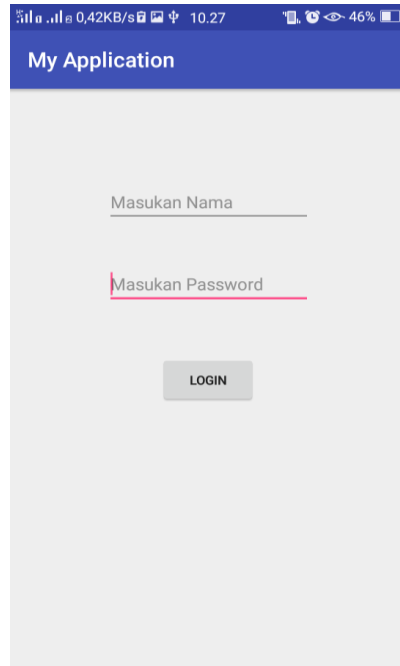 0,42KB/s 10.27 46%
My Application
Masukan Nama
Masukan Password
LOGIN